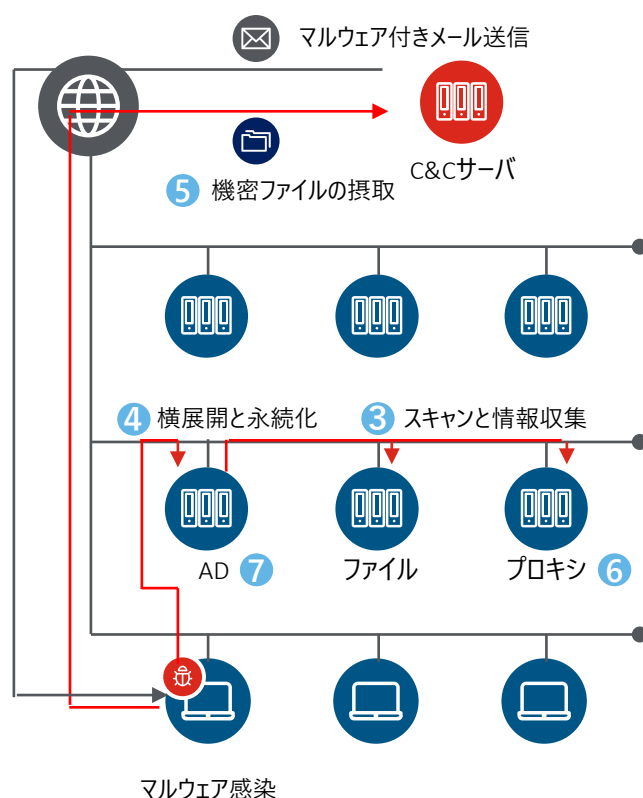 マルウェア付きメール送信
C&Cサーバ
5 機密ファイルの摂取
4 横展開と永続化
3 スキャンと情報収集
AD 7
ファイル
プロキシ 6
マルウェア感染